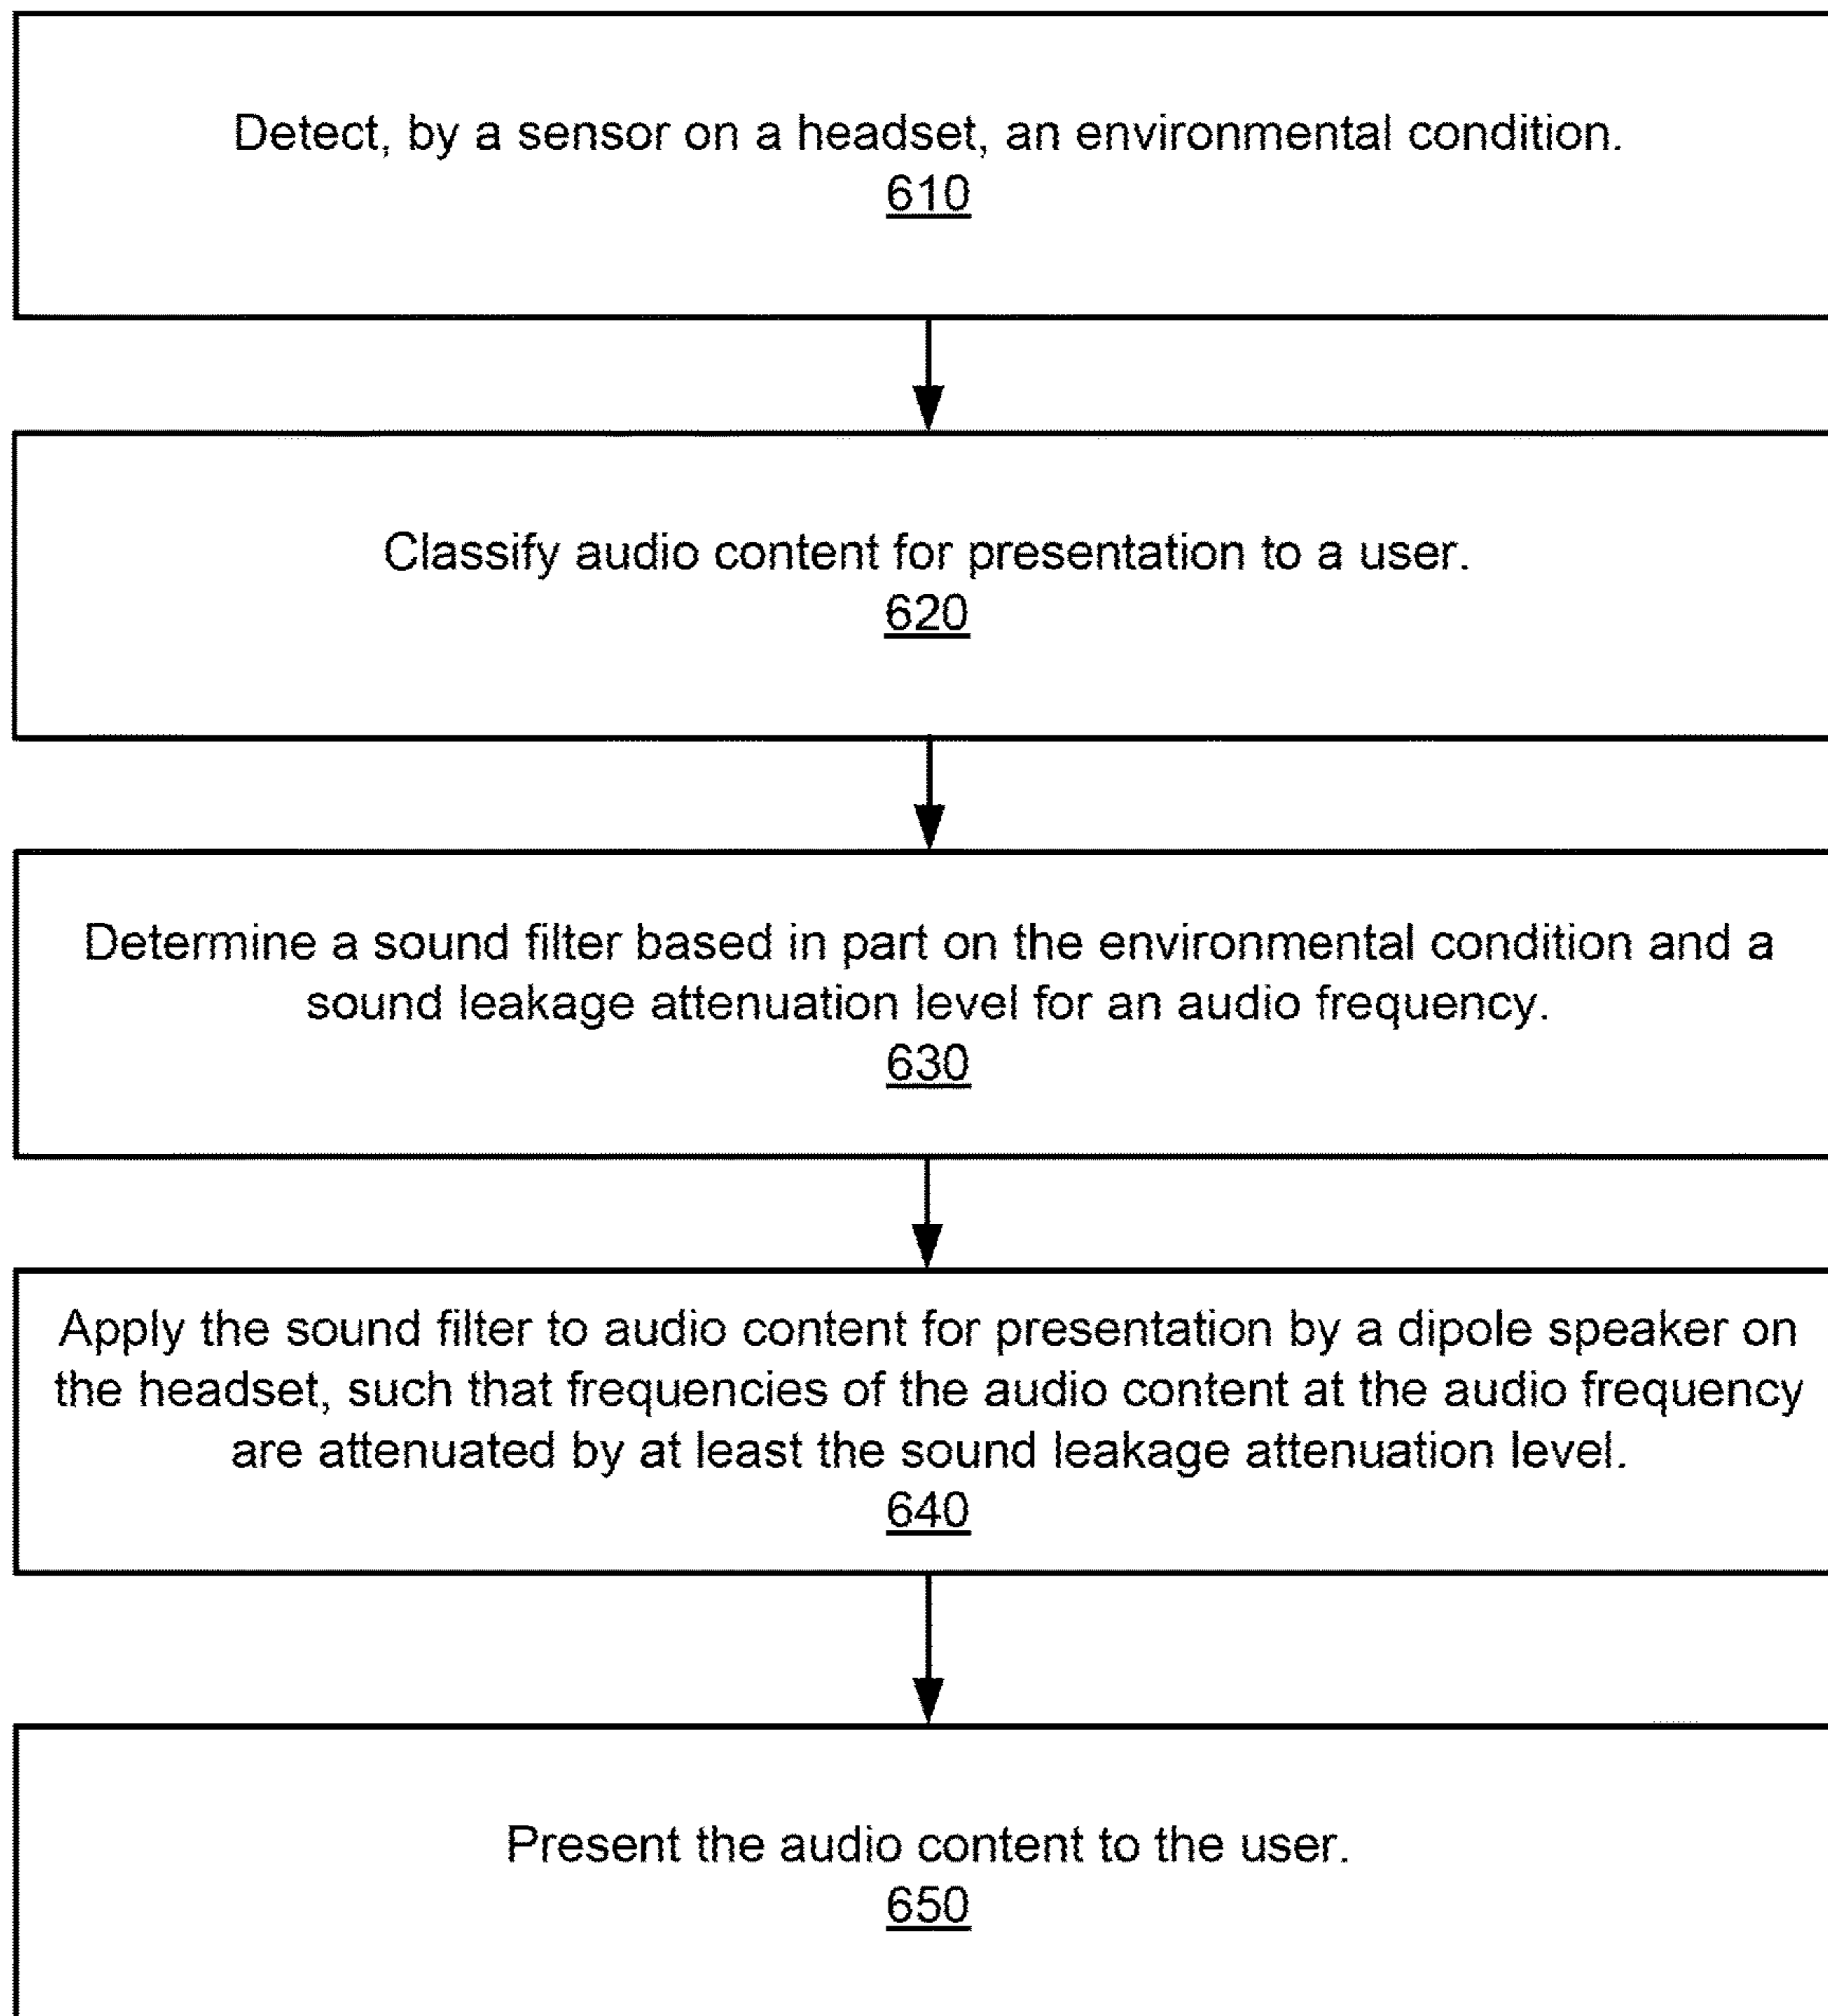 Detect, by a sensor on a headset, an environmental condition.
610
Classify audio content for presentation to a user.
620
Determine a sound filter based in part on the environmental condition and a
sound leakage attenuation level for an audio frequency.
630
Apply the sound filter to audio content for presentation by a dipole speaker on
the headset, such that frequencies of the audio content at the audio frequency
are attenuated by at least the sound leakage attenuation level.
640
Present the audio content to the user.
650